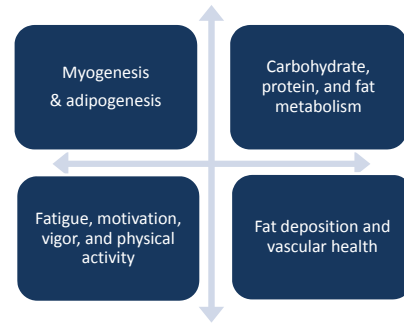 Myogenesis
& adipogenesis
Carbohydrate,
protein, and fat
metabolism
Fatigue, motivation,
vigor, and physical
activity
Fat deposition and
vascular health